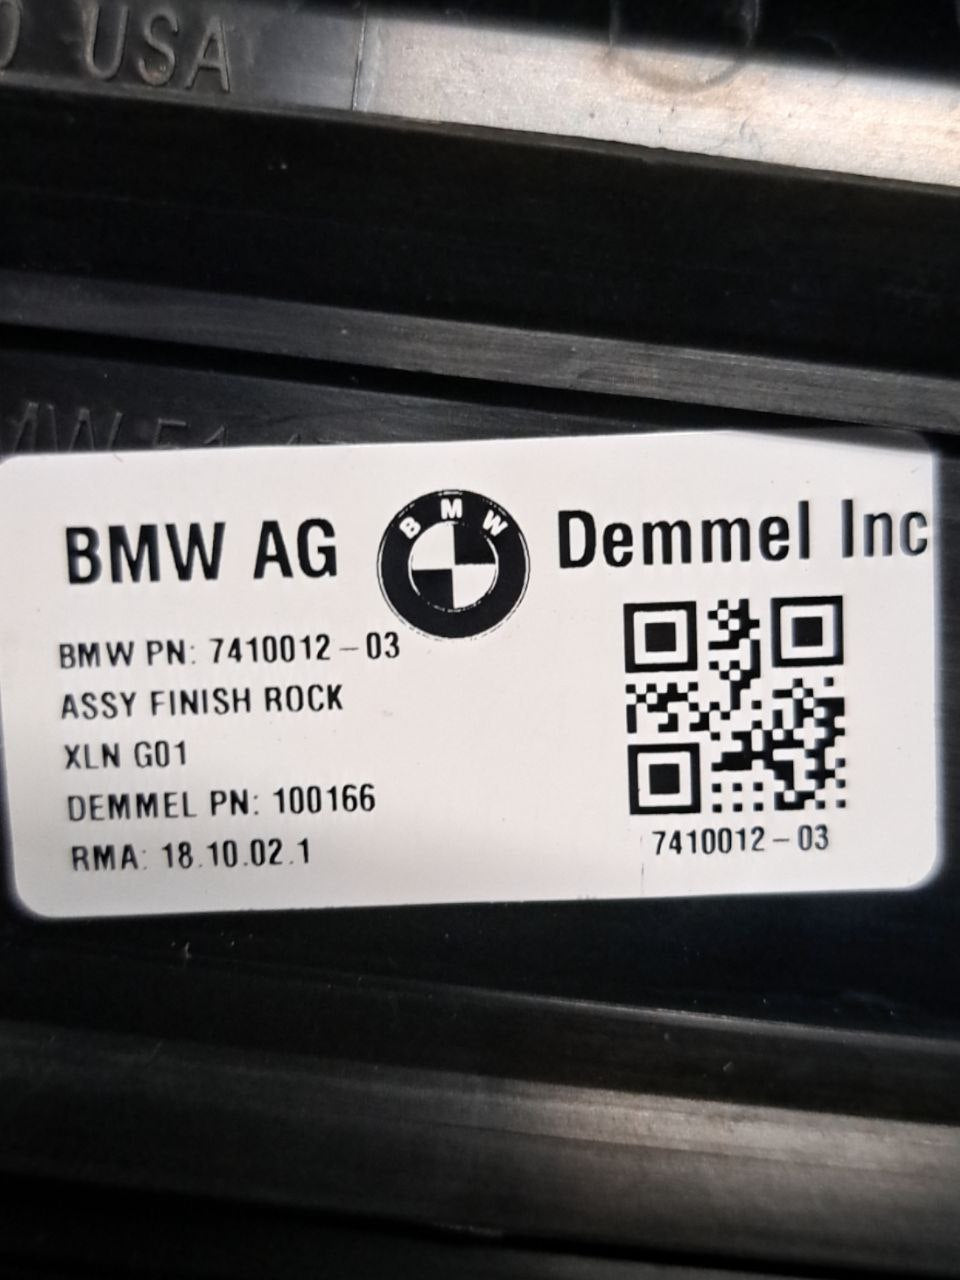 USA
BMW AG
BMW
Demmel Inc
BMW PN: 7410012-03
ASSY FINISH ROCK
XLN G01
DEMMEL PN: 100166
RMA: 18.10.02.1
7410012-03